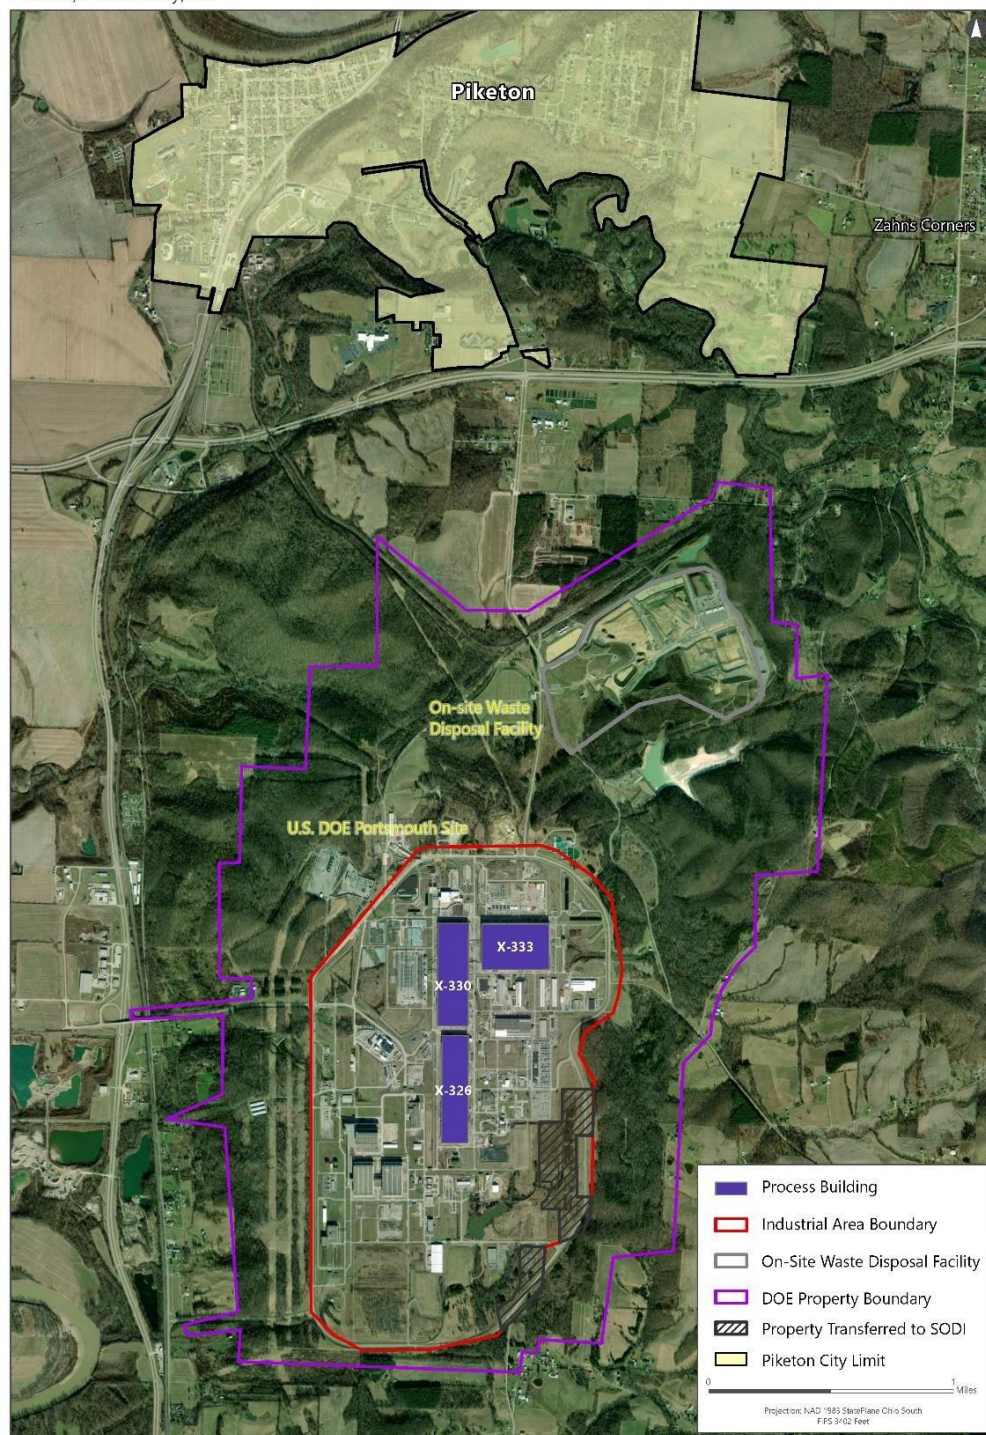 Piketon
Zahns Corners
On-site Waste
Disposal Facility
U.S. DOE Portsmouth Site
X-333
X-330
X-326
Process Building
Industrial Area Boundary
On-Site Waste Disposal Facility
DOE Property Boundary
Property Transferred to SODI
Piketon City Limit
0 1
Miles
Projection: NAD 1983 StatePlane Ohio South
FIPS 3402 Feet